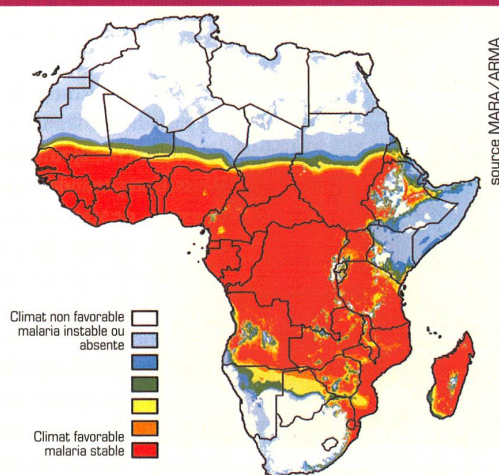 source MARA/ARMA
Climat non favorable
malaria instable ou
absente
Climat favorable
malaria stable